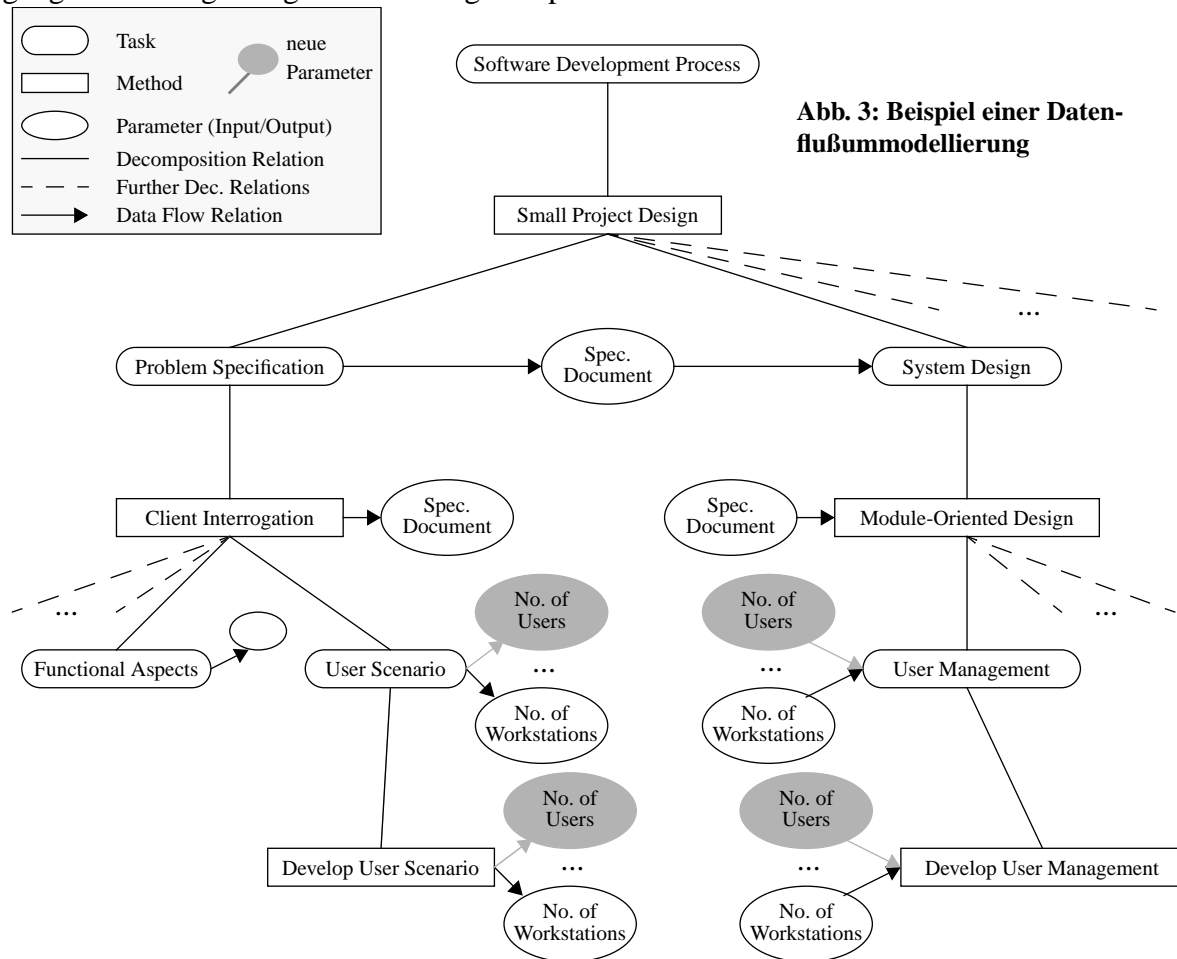 Task
neue
Parameter
Method
Parameter (Input/Output)
Decomposition Relation
Further Dec. Relations
Data Flow Relation
Software Development Process
Abb. 3: Beispiel einer Daten-
flußummodellierung
Small Project Design
...
Problem Specification
Spec.
Document
System Design
Client Interrogation
Spec.
Document
Spec.
Document
Module-Oriented Design
...
...
No. of
Users
No. of
Users
Functional Aspects
User Scenario
...
...
User Management
No. of
Workstations
No. of
Workstations
No. of
Users
No. of
Users
Develop User Scenario
...
...
Develop User Management
No. of
Workstations
No. of
Workstations